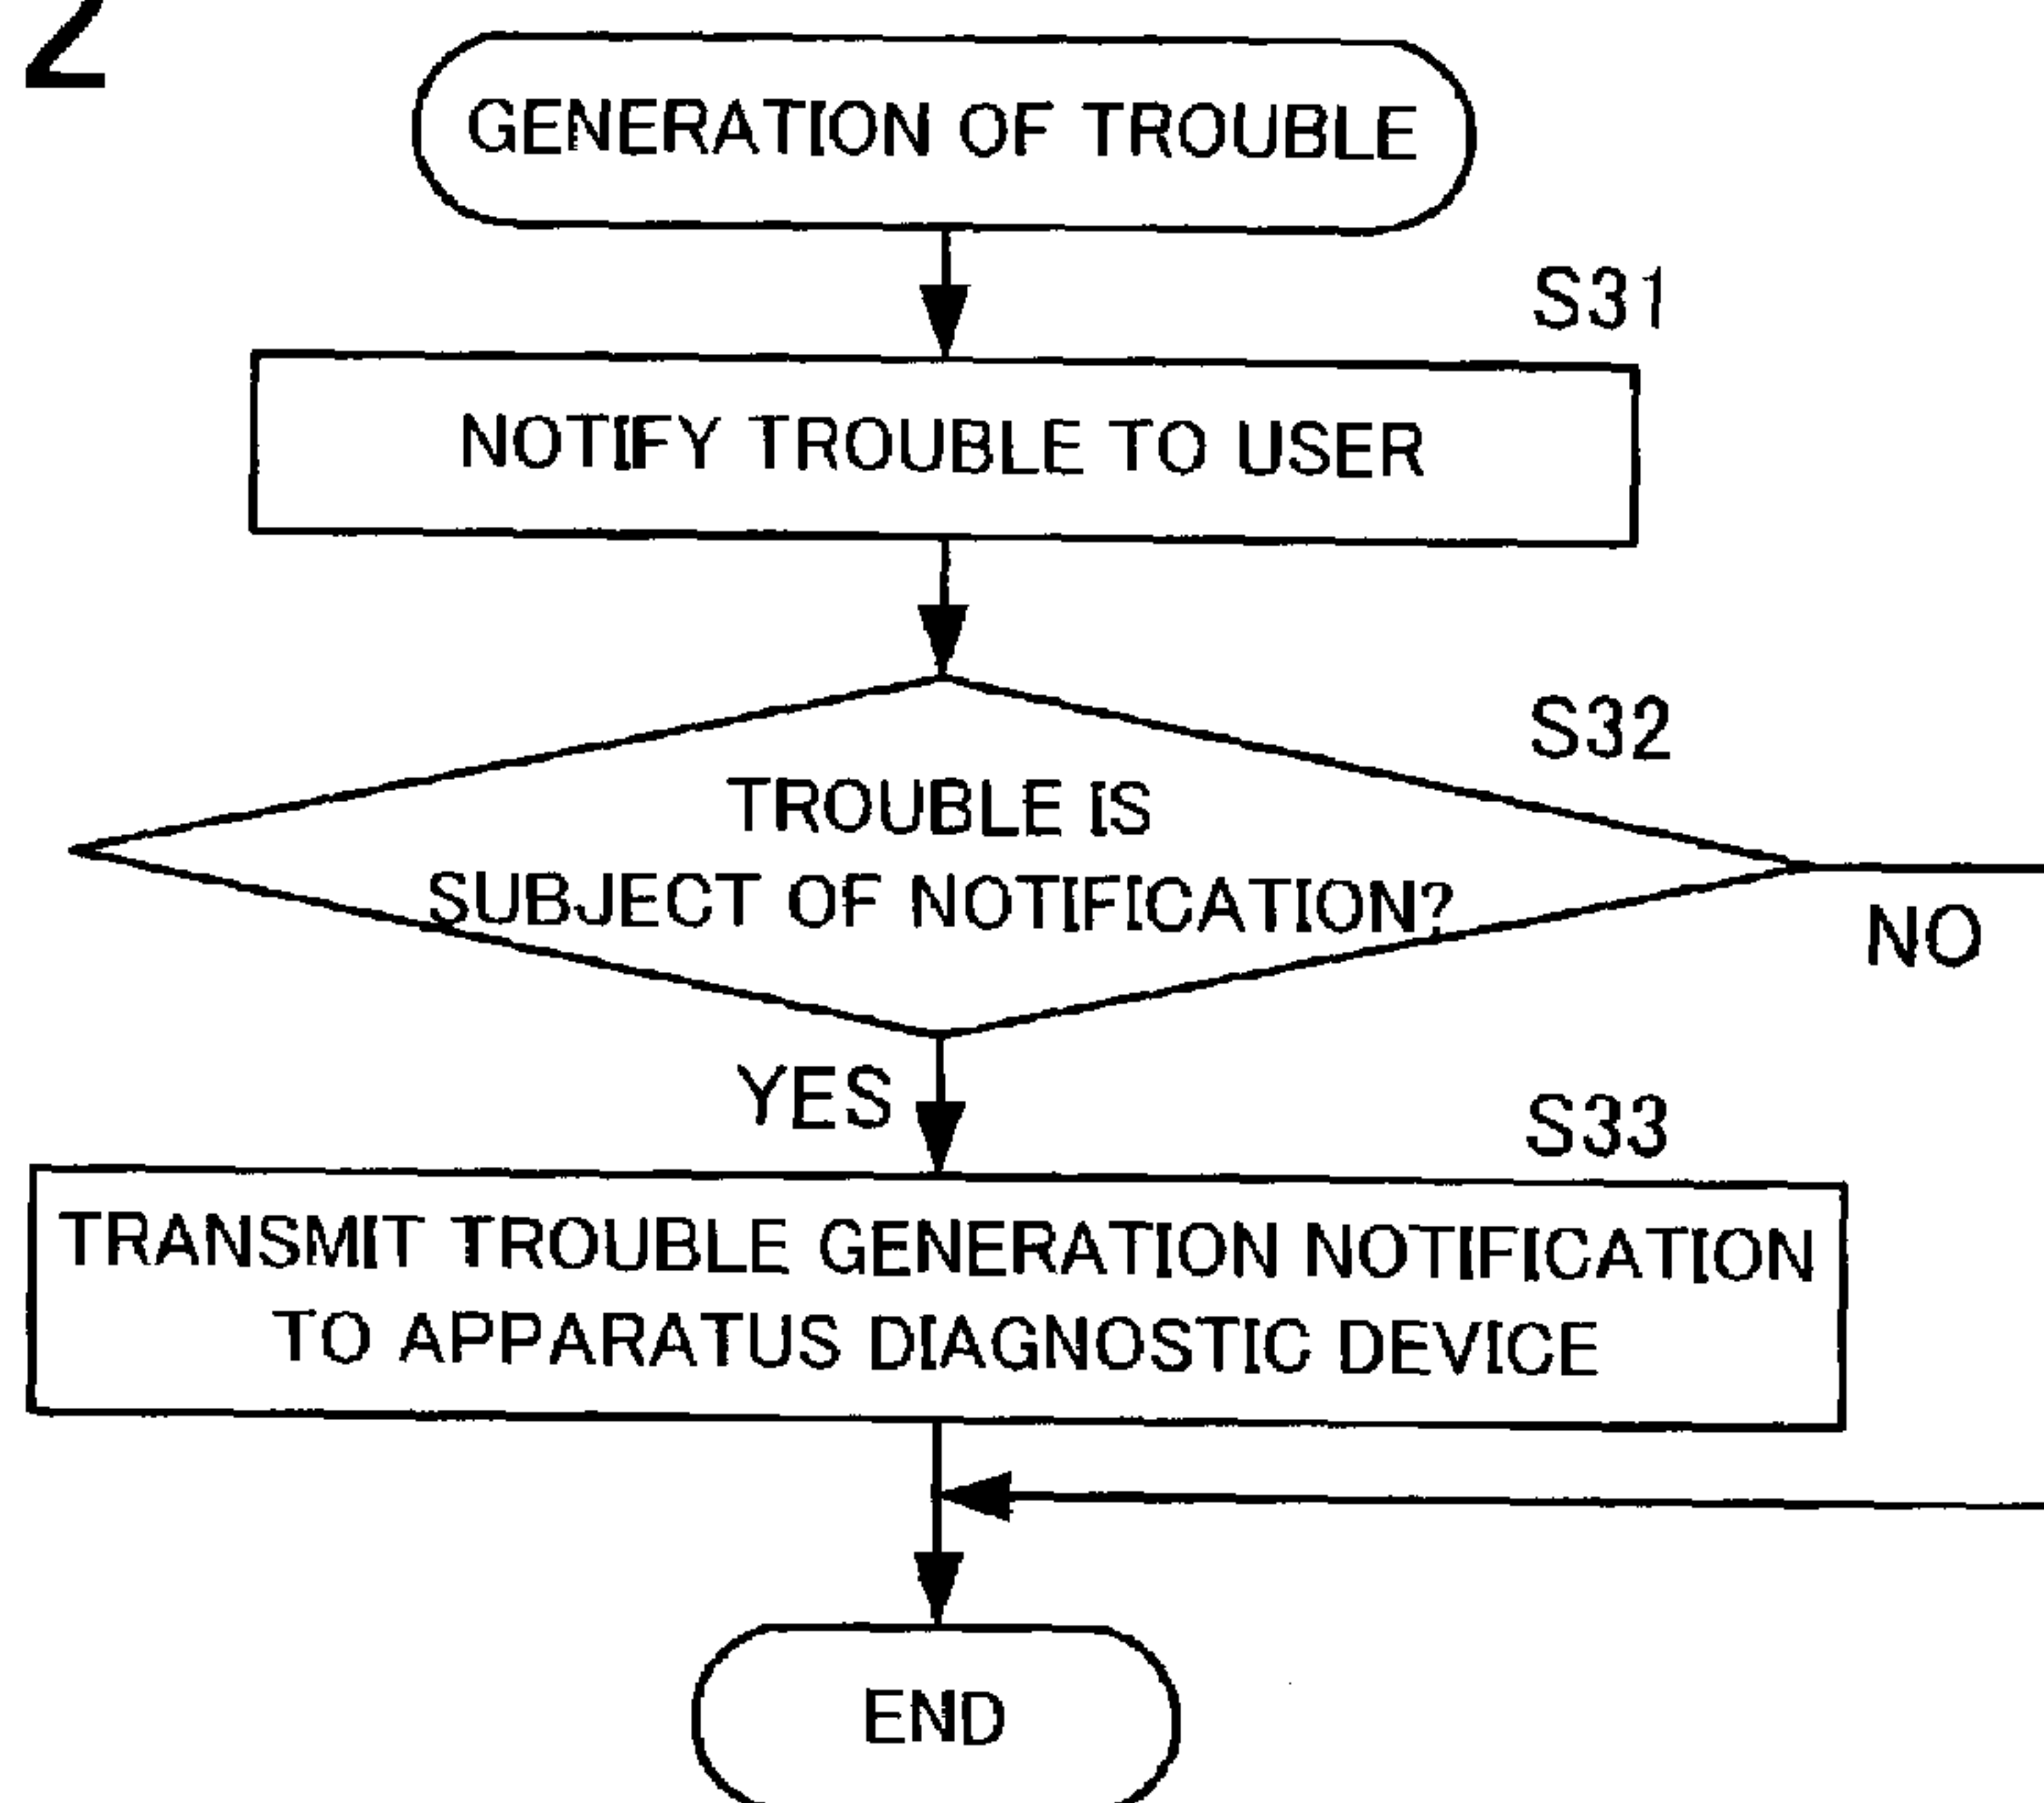 2
GENERATION OF TROUBLE
S31
NOTIFY TROUBLE TO USER
S32
TROUBLE IS
SUBJECT OF NOTIFICATION?
NO
YES
S33
TRANSMIT TROUBLE GENERATION NOTIFICATION
TO APPARATUS DIAGNOSTIC DEVICE
END